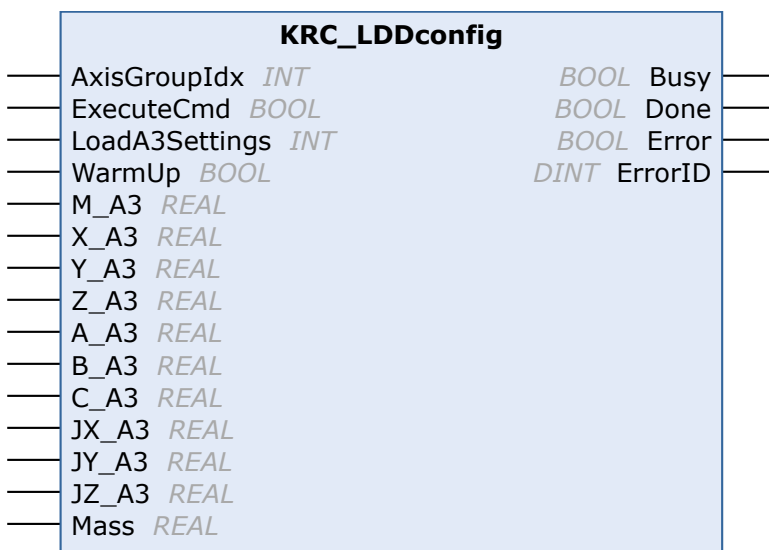 KRC_LDDconfig
AxisGroupIdx INT BOOL Busy
ExecuteCmd BOOL BOOL Done
LoadA3Settings INT BOOL Error
WarmUp BOOL DINT ErrorID
M_A3 REAL
X_A3 REAL
Y_A3 REAL
Z_A3 REAL
A_A3 REAL
B_A3 REAL
C_A3 REAL
JX_A3 REAL
JY_A3 REAL
JZ_A3 REAL
Mass REAL